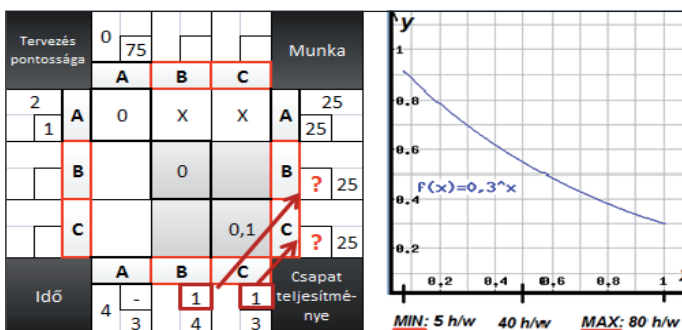 Tervezés
pontossága
0
75
Munka
A B C
2
1
A 0 X X A
25
25
B 0 B ? 25
C 0,1 C ? 25
A B C
Idő
4
-
3
1
4
1
3
Csapat
teljesítmé-
nye
y
1
0.8
0.6
0.4
0.2
f(x)=0,3^x
0.2 0.4 0.6 0.8 1
MIN: 5 h/w 40 h/w MAX: 80 h/w